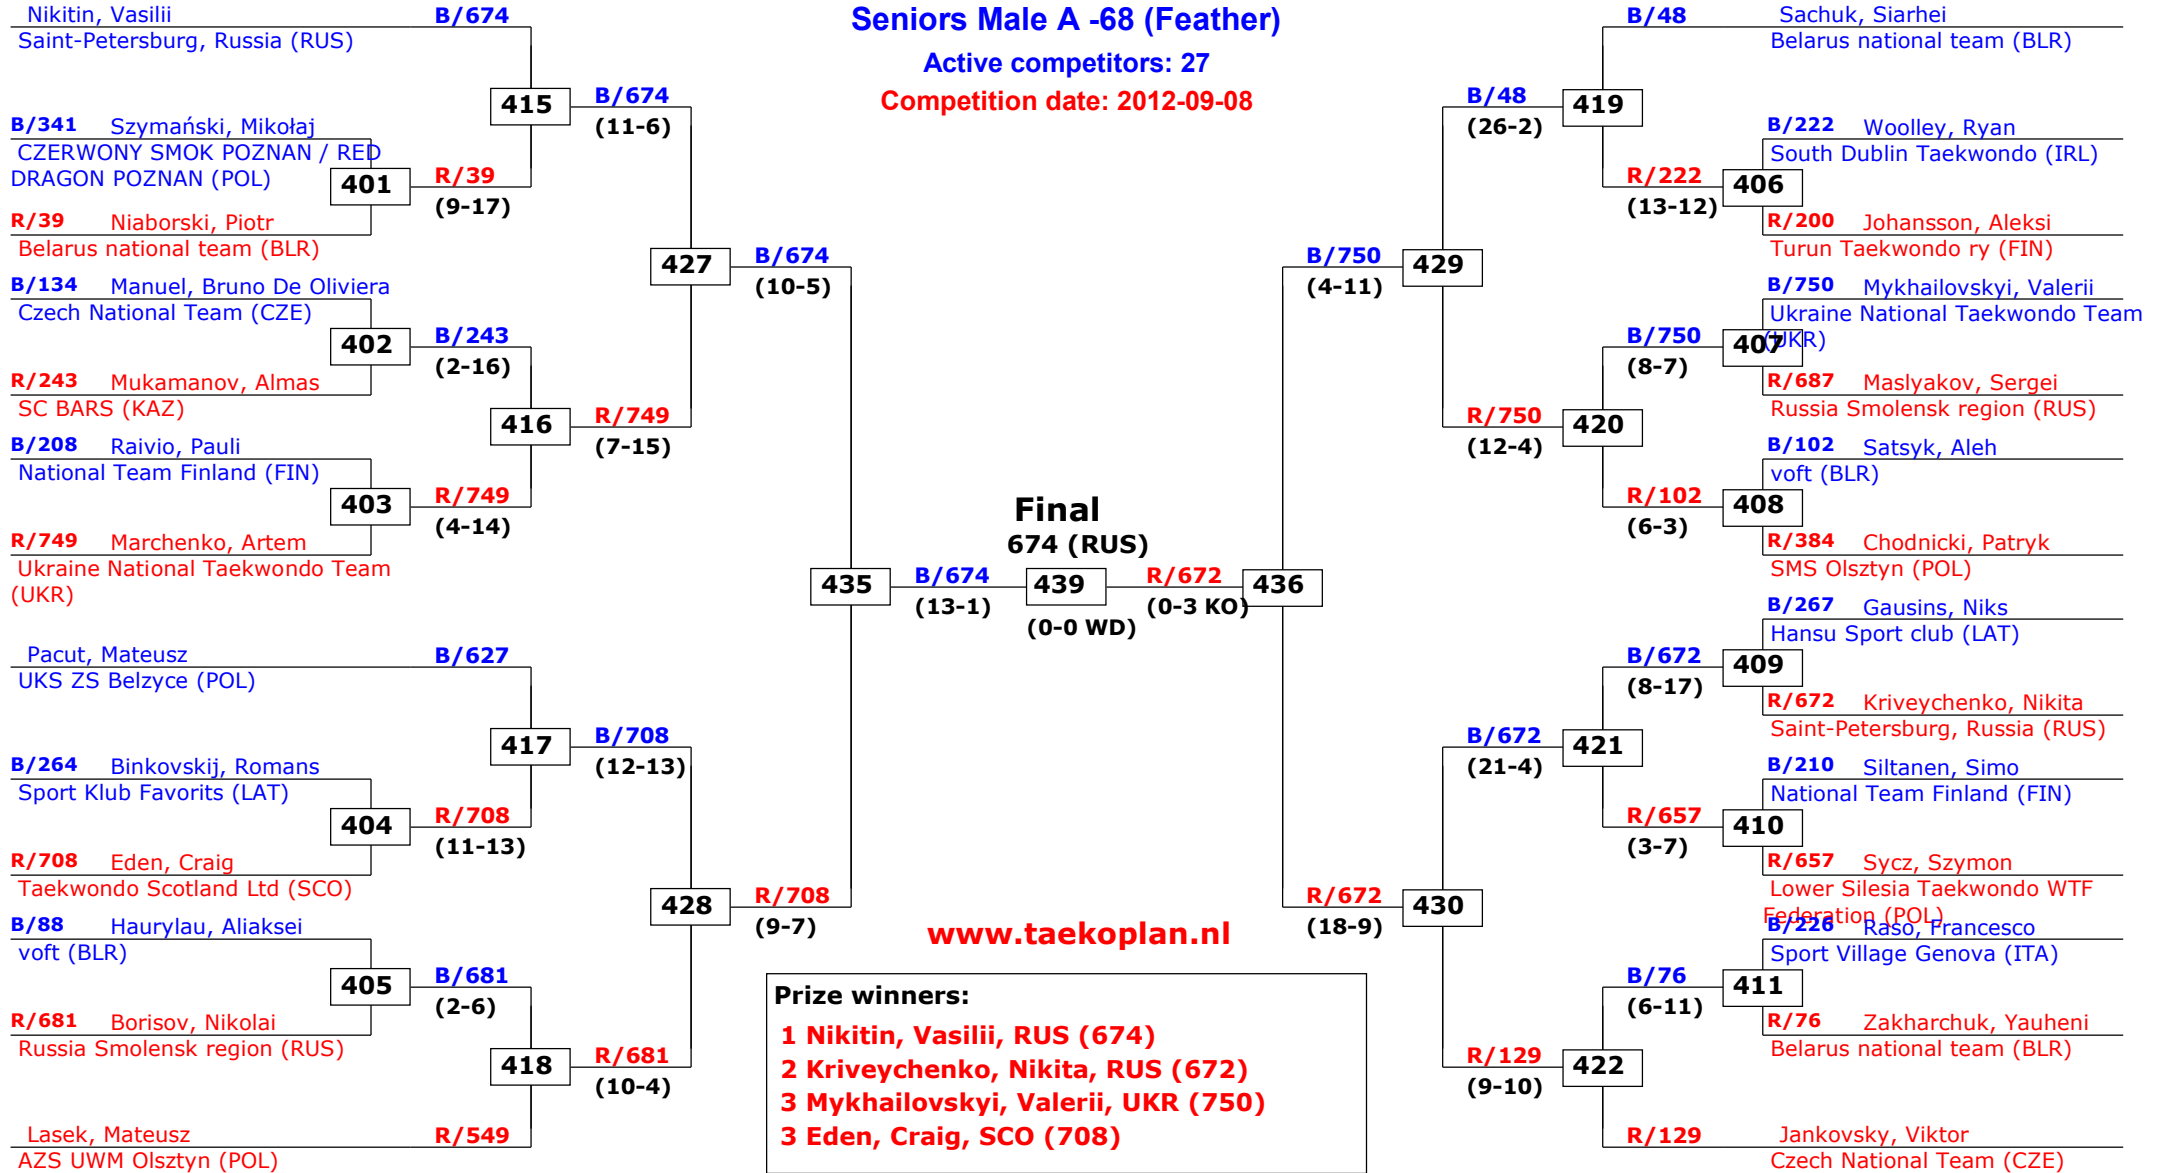 Seniors Male A -68 (Feather)
Active competitors: 27
Competition date: 2012-09-08
Nikitin, Vasilii B/674
Saint-Petersburg, Russia (RUS)
415
B/674
(11-6)
B/341 Szymański, Mikołaj
CZERWONY SMOK POZNAN / RED
DRAGON POZNAN (POL)
401
R/39
(9-17)
R/39 Niaborski, Piotr
Belarus national team (BLR)
427
B/674
(10-5)
B/134 Manuel, Bruno De Oliviera
Czech National Team (CZE)
402
B/243
(2-16)
R/243 Mukamanov, Almas
SC BARS (KAZ)
416
R/749
(7-15)
B/208 Raivio, Pauli
National Team Finland (FIN)
403
R/749
(4-14)
R/749 Marchenko, Artem
Ukraine National Taekwondo Team
(UKR)
435
B/674
(13-1)
Pacut, Mateusz B/627
UKS ZS Belzyce (POL)
417
B/708
(12-13)
B/264 Binkovskij, Romans
Sport Klub Favorits (LAT)
404
R/708
(11-13)
R/708 Eden, Craig
Taekwondo Scotland Ltd (SCO)
428
R/708
(9-7)
B/88 Haurylau, Aliaksei
voft (BLR)
405
B/681
(2-6)
R/681 Borisov, Nikolai
Russia Smolensk region (RUS)
418
R/681
(10-4)
Lasek, Mateusz R/549
AZS UWM Olsztyn (POL)
Final
674 (RUS)
439
(0-0 WD)
R/672
(0-3 KO)
436
B/48 Sachuk, Siarhei
Belarus national team (BLR)
B/48
(26-2)
419
B/222 Woolley, Ryan
South Dublin Taekwondo (IRL)
R/222
(13-12)
406
R/200 Johansson, Aleksi
Turun Taekwondo ry (FIN)
B/750
(4-11)
429
B/750 Mykhailovskyi, Valerii
Ukraine National Taekwondo Team
(UKR)
B/750
(8-7)
407
R/687 Maslyakov, Sergei
Russia Smolensk region (RUS)
R/750
(12-4)
420
B/102 Satsyk, Aleh
voft (BLR)
R/102
(6-3)
408
R/384 Chodnicki, Patryk
SMS Olsztyn (POL)
B/267 Gausins, Niks
Hansu Sport club (LAT)
B/672
(8-17)
409
R/672 Kriveychenko, Nikita
Saint-Petersburg, Russia (RUS)
B/672
(21-4)
421
B/210 Siltanen, Simo
National Team Finland (FIN)
R/657
(3-7)
410
R/657 Sycz, Szymon
Lower Silesia Taekwondo WTF
Federation (POL)
R/672
(18-9)
430
B/226 Raso, Francesco
Sport Village Genova (ITA)
B/76
(6-11)
411
R/76 Zakharchuk, Yauheni
Belarus national team (BLR)
R/129
(9-10)
422
R/129 Jankovsky, Viktor
Czech National Team (CZE)
www.taekoplan.nl
Prize winners:
1 Nikitin, Vasilii, RUS (674)
2 Kriveychenko, Nikita, RUS (672)
3 Mykhailovskyi, Valerii, UKR (750)
3 Eden, Craig, SCO (708)